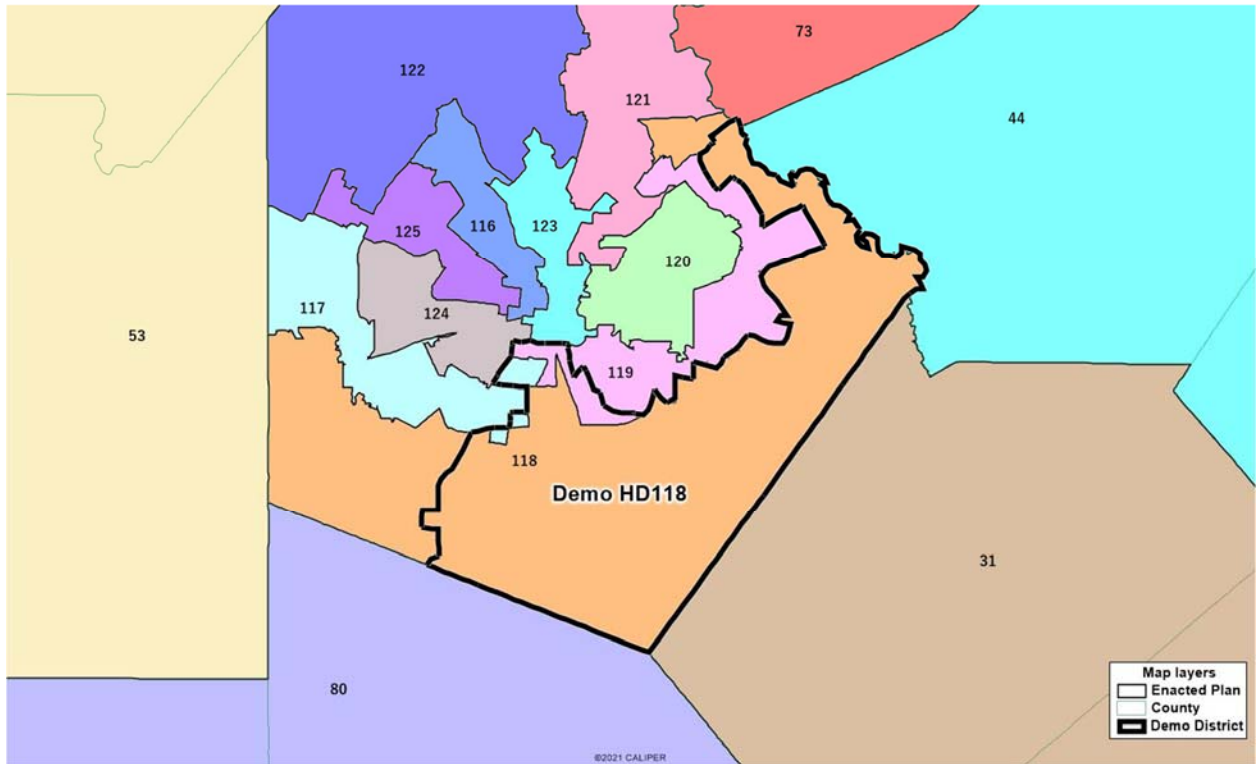 73
122
121
44
125
116
123
120
117
124
53
119
118
Demo HD118
31
80
Map layers
Enacted Plan
County
Demo District
©2021 CALIPER